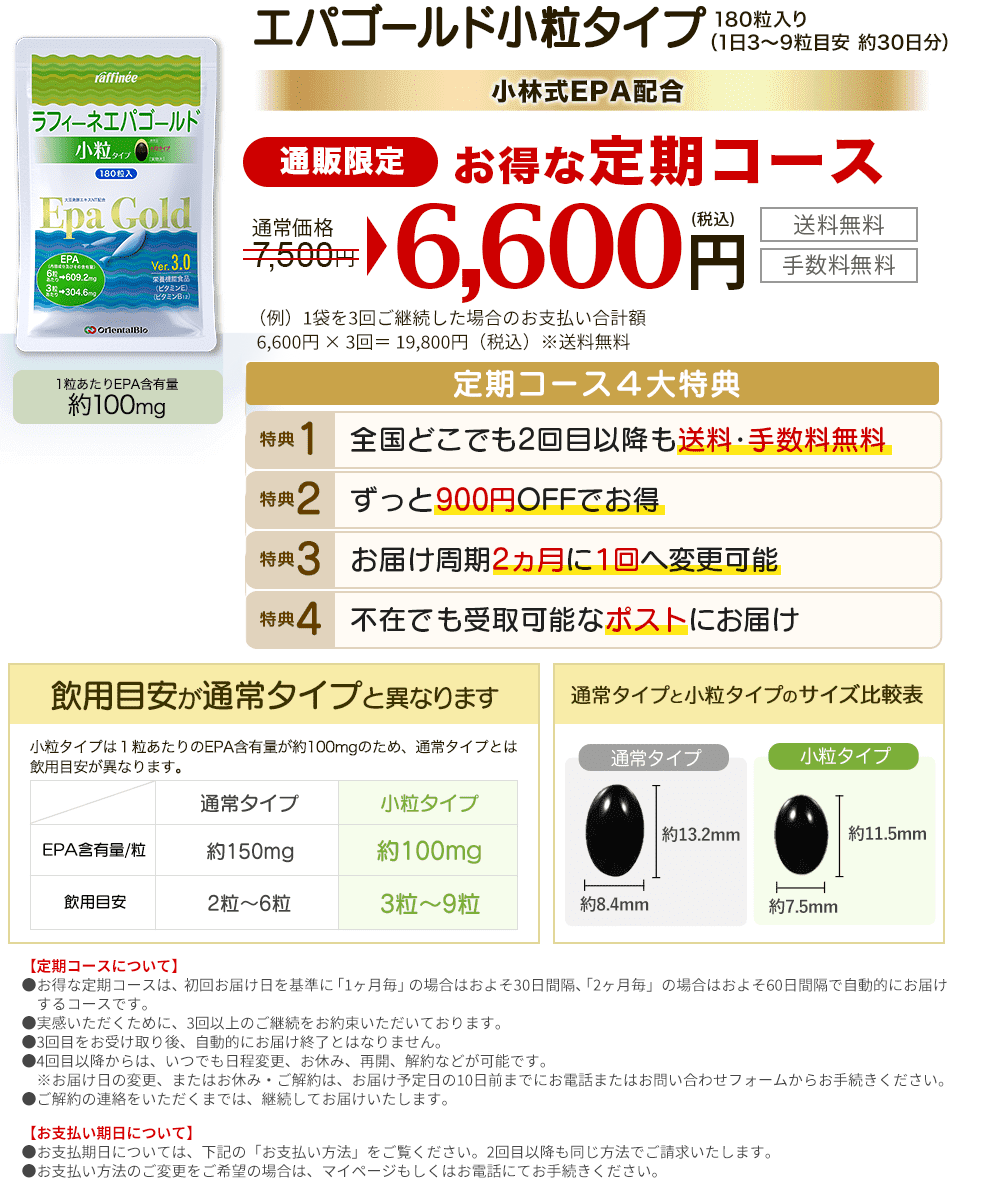 エパゴールド小粒タイプ 180粒入り
(1日3～9粒目安 約30日分)
小林式EPA配合
通販限定 お得な定期コース
通常価格
7,500円
6,600円
(税込)
送料無料
手数料無料
（例）1袋を3回ご継続した場合のお支払い合計額
6,600円 × 3回＝ 19,800円（税込）※送料無料
raffinée
ラフィーネエパゴールド
小粒タイプ
180粒入
Epa Gold
EPA
6粒あたり→609.2mg
3粒あたり→304.6mg
Ver.3.0
栄養機能食品
(ビタミンE)
(ビタミンB12)
OrientalBio
1粒あたりEPA含有量
約100mg
定期コース４大特典
特典1 全国どこでも2回目以降も送料・手数料無料
特典2 ずっと900円OFFでお得
特典3 お届け周期2ヵ月に1回へ変更可能
特典4 不在でも受取可能なポストにお届け
飲用目安が通常タイプと異なります
小粒タイプは１粒あたりのEPA含有量が約100mgのため、通常タイプとは
飲用目安が異なります。
通常タイプ 小粒タイプ
EPA含有量/粒 約150mg 約100mg
飲用目安 2粒～6粒 3粒～9粒
通常タイプと小粒タイプのサイズ比較表
通常タイプ
約13.2mm
約8.4mm
小粒タイプ
約11.5mm
約7.5mm
【定期コースについて】
●お得な定期コースは、初回お届け日を基準に「1ヶ月毎」の場合はおよそ30日間隔、「2ヶ月毎」の場合はおよそ60日間隔で自動的にお届け
するコースです。
●実感いただくために、3回以上のご継続をお約束いただいております。
●3回目をお受け取り後、自動的にお届け終了とはなりません。
●4回目以降からは、いつでも日程変更、お休み、再開、解約などが可能です。
※お届け日の変更、またはお休み・ご解約は、お届け予定日の10日前までにお電話またはお問い合わせフォームからお手続きください。
●ご解約の連絡をいただくまでは、継続してお届けいたします。
【お支払い期日について】
●お支払期日については、下記の「お支払い方法」をご覧ください。2回目以降も同じ方法でご請求いたします。
●お支払い方法のご変更をご希望の場合は、マイページもしくはお電話にてお手続きください。